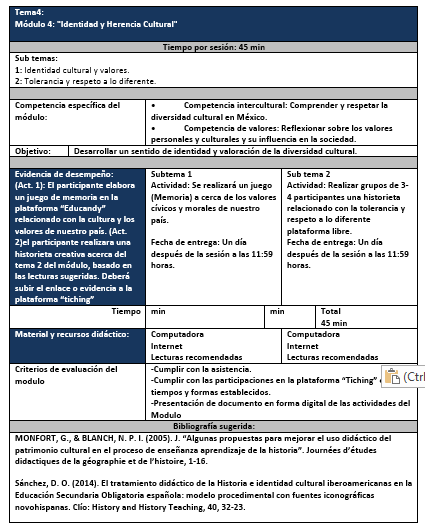 Tema4:
Módulo 4: "Identidad y Herencia Cultural"
Tiempo por sesión: 45 min
Sub temas:
1: Identidad cultural y valores.
2: Tolerancia y respeto a lo diferente.
Competencia específica del
módulo:
• Competencia intercultural: Comprender y respetar la
diversidad cultural en México.
• Competencia de valores: Reflexionar sobre los valores
personales y culturales y su influencia en la sociedad.
Objetivo: Desarrollar un sentido de identidad y valoración de la diversidad cultural.
Evidencia de desempeño:
(Act. 1): El participante elabora
un juego de memoria en la
plataforma "Educandy"
relacionado con la cultura y los
valores de nuestro país. (Act.
2)el participante realizara una
historieta creativa acerca del
tema 2 del módulo, basado en
las lecturas sugeridas. Deberá
subir el enlace o evidencia a la
plataforma "tiching"
Subtema 1
Actividad: Se realizará un juego
(Memoria) a cerca de los valores
cívicos y morales de nuestro
país.
Fecha de entrega: Un día
después de la sesión a las 11:59
horas.
Sub tema 2
Actividad: Realizar grupos de 3-
4 participantes una historieta
relacionado con la tolerancia y
respeto a lo diferente
plataforma libre.
Fecha de entrega: Un día
después de la sesión a las 11:59
horas.
Tiempo min min Total
45 min
Material y recursos didáctico:
Computadora
Internet
Lecturas recomendadas
Computadora
Internet
Lecturas recomendadas
Criterios de evaluación del
modulo
-Cumplir con la asistencia.
-Cumplir con las participaciones en la plataforma "Tiching"
tiempos y formas establecidos.
-Presentación de documento en forma digital de las actividades del
Modulo
(Ctrl
Bibliografía sugerida:
MONFORT, G., & BLANCH, N. P. I. (2005). J. "Algunas propuestas para mejorar el uso didáctico del
patrimonio cultural en el proceso de enseñanza aprendizaje de la historia". Journées d'études
didactiques de la géographie et de l'histoire, 1-16.
Sánchez, D. O. (2014). El tratamiento didáctico de la Historia e identidad cultural iberoamericanas en la
Educación Secundaria Obligatoria española: modelo procedimental con fuentes iconográficas
novohispanas. Clío: History and History Teaching, 40, 32-23.